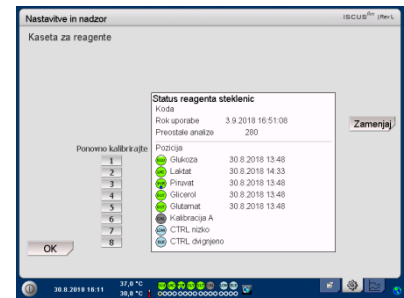 Nastavitve in nadzor
ISCUSflex
Kaseta za reagente
Status reagenta steklenic
Koda
Rok uporabe 3.9.2018 16:51:08
Preostale analize 280
Zamenjaj
Ponovno kalibrirajte Pozicija
1 Glukoza 30.8.2018 13:48
2 Laktat 30.8.2018 14:33
3 Piruvat 30.8.2018 13:48
4 Glicerol 30.8.2018 13:48
5 Glutamat 30.8.2018 13:48
6 Kalibracija A
7 CTRL nizko
8 CTRL dvignjeno
OK
30.8.2018 16:11
37,0 °C
38,0 °C